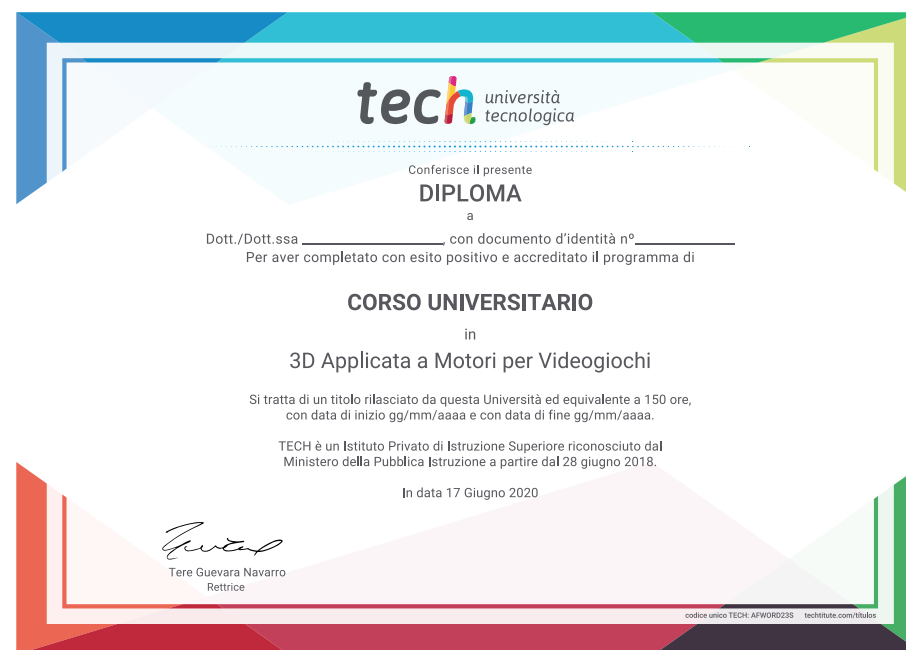 tech università
tecnologica
Conferisce il presente
DIPLOMA
a
Dott./Dott.ssa ____________________, con documento d'identità nº______________
Per aver completato con esito positivo e accreditato il programma di
CORSO UNIVERSITARIO
in
3D Applicata a Motori per Videogiochi
Si tratta di un titolo rilasciato da questa Università ed equivalente a 150 ore,
con data di inizio gg/mm/aaaa e con data di fine gg/mm/aaaa.
TECH è un Istituto Privato di Istruzione Superiore riconosciuto dal
Ministero della Pubblica Istruzione a partire dal 28 giugno 2018.
In data 17 Giugno 2020
Tere Guevara Navarro
Rettrice
codice unico TECH: AFWORD23S techtitute.com/títulos